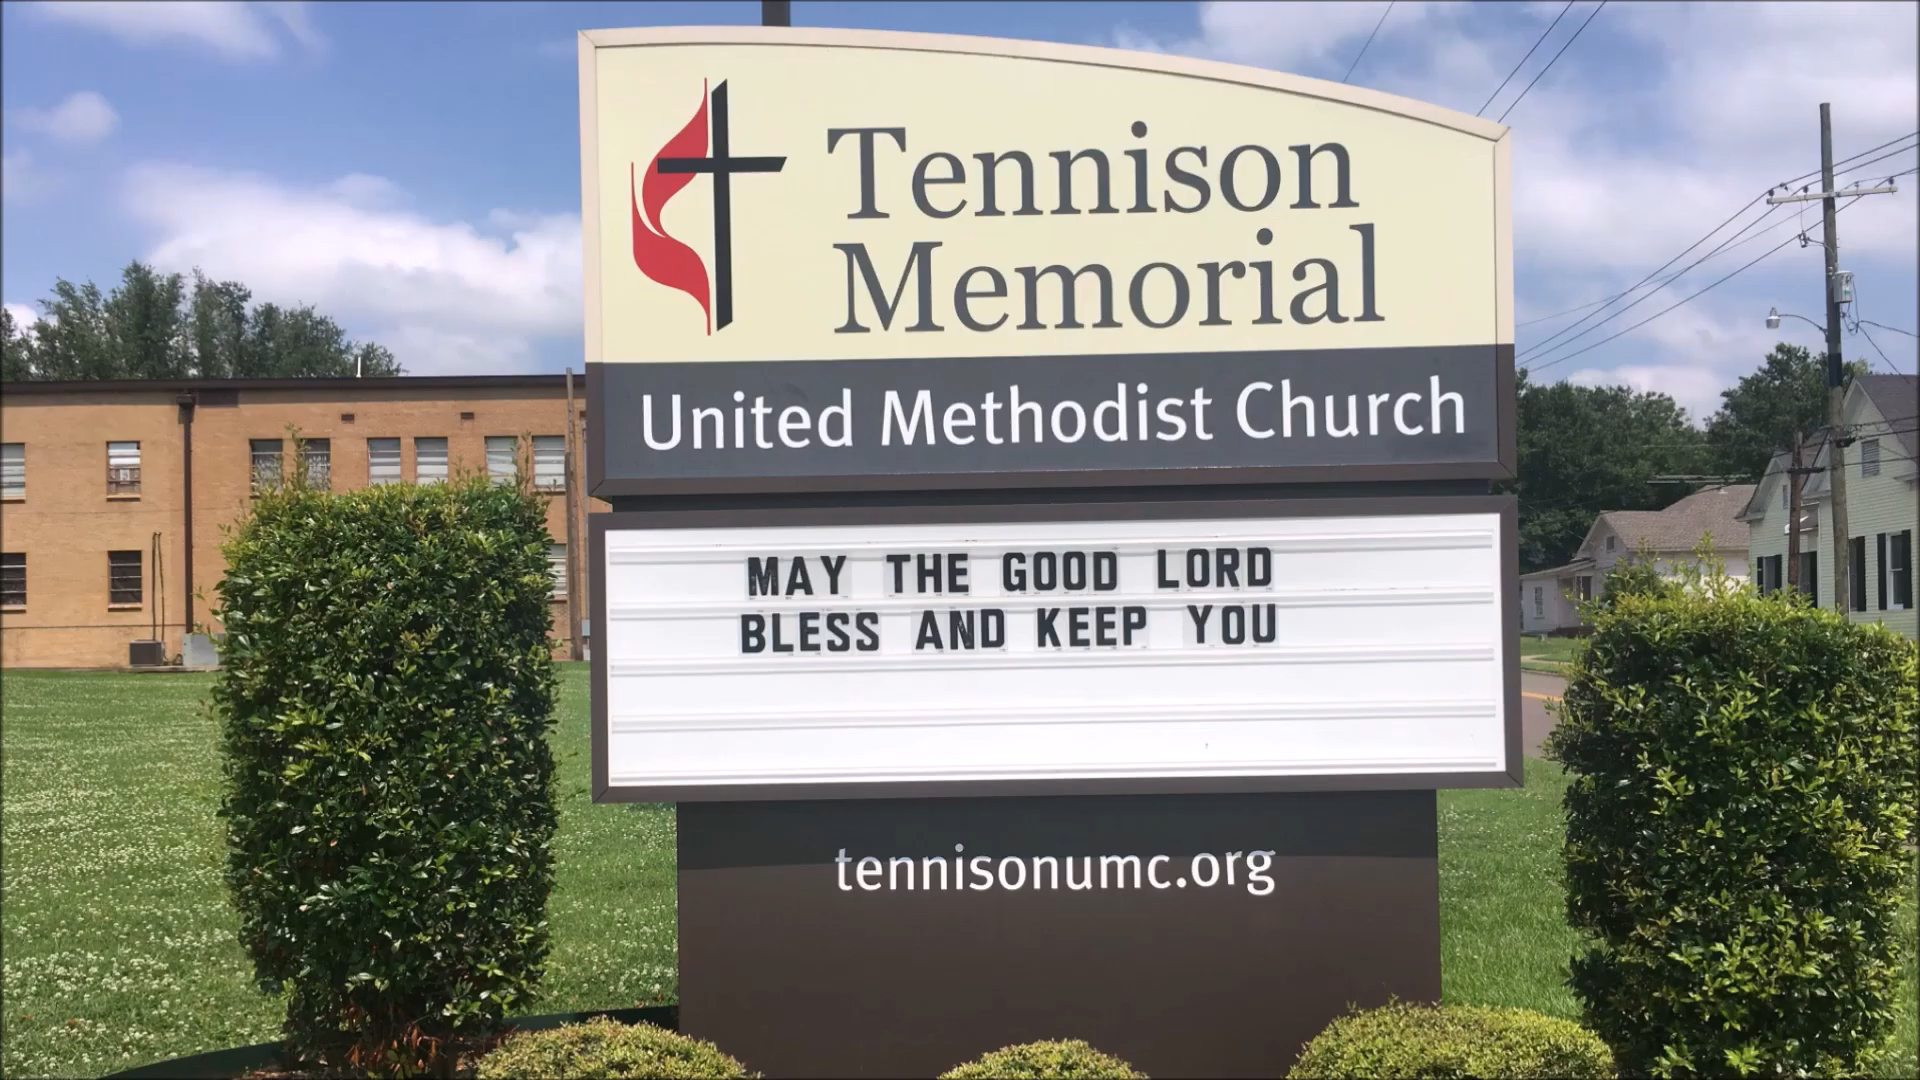 Tennison
Memorial
United Methodist Church
MAY THE GOOD LORD
BLESS AND KEEP YOU
tennisonumc.org